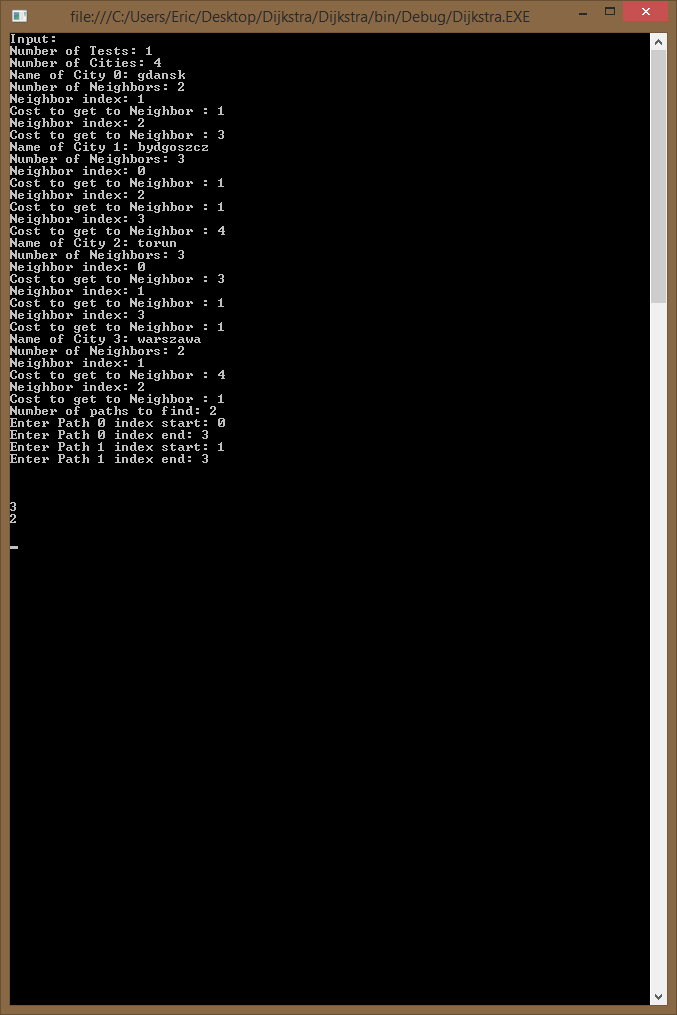 file:///C:/Users/Eric/Desktop/Dijkstra/Dijkstra/bin/Debug/Dijkstra.EXE
Input:
Number of Tests: 1
Number of Cities: 4
Name of City 0: gdansk
Number of Neighbors: 2
Neighbor index: 1
Cost to get to Neighbor : 1
Neighbor index: 2
Cost to get to Neighbor : 3
Name of City 1: bydgoszcz
Number of Neighbors: 3
Neighbor index: 0
Cost to get to Neighbor : 1
Neighbor index: 2
Cost to get to Neighbor : 1
Neighbor index: 3
Cost to get to Neighbor : 4
Name of City 2: torun
Number of Neighbors: 3
Neighbor index: 0
Cost to get to Neighbor : 3
Neighbor index: 1
Cost to get to Neighbor : 1
Neighbor index: 3
Cost to get to Neighbor : 1
Name of City 3: warszawa
Number of Neighbors: 2
Neighbor index: 1
Cost to get to Neighbor : 4
Neighbor index: 2
Cost to get to Neighbor : 1
Number of paths to find: 2
Enter Path 0 index start: 0
Enter Path 0 index end: 3
Enter Path 1 index start: 1
Enter Path 1 index end: 3
3
2